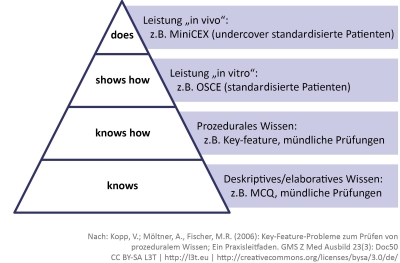 Leistung „in vivo“:
does
z.B. MiniCEX (undercover standardisierte Patienten)
Leistung „in vitro“:
shows how
z.B. OSCE (standardisierte Patienten)
Prozedurales Wissen:
knows how
z.B. Key-feature, mündliche Prüfungen
Deskriptives/elaboratives Wissen:
knows
z.B. MCQ, mündliche Prüfungen
Nach: Kopp, V.; Möltner, A., Fischer, M.R. (2006): Key-Feature-Probleme zum Prüfen von
prozeduralem Wissen; Ein Praxisleitfaden. GMS Z Med Ausbild 23(3): Doc50
CC BY-SA L3T | http://l3t.eu | http://creativecommons.org/licenses/bysa/3.0/de/